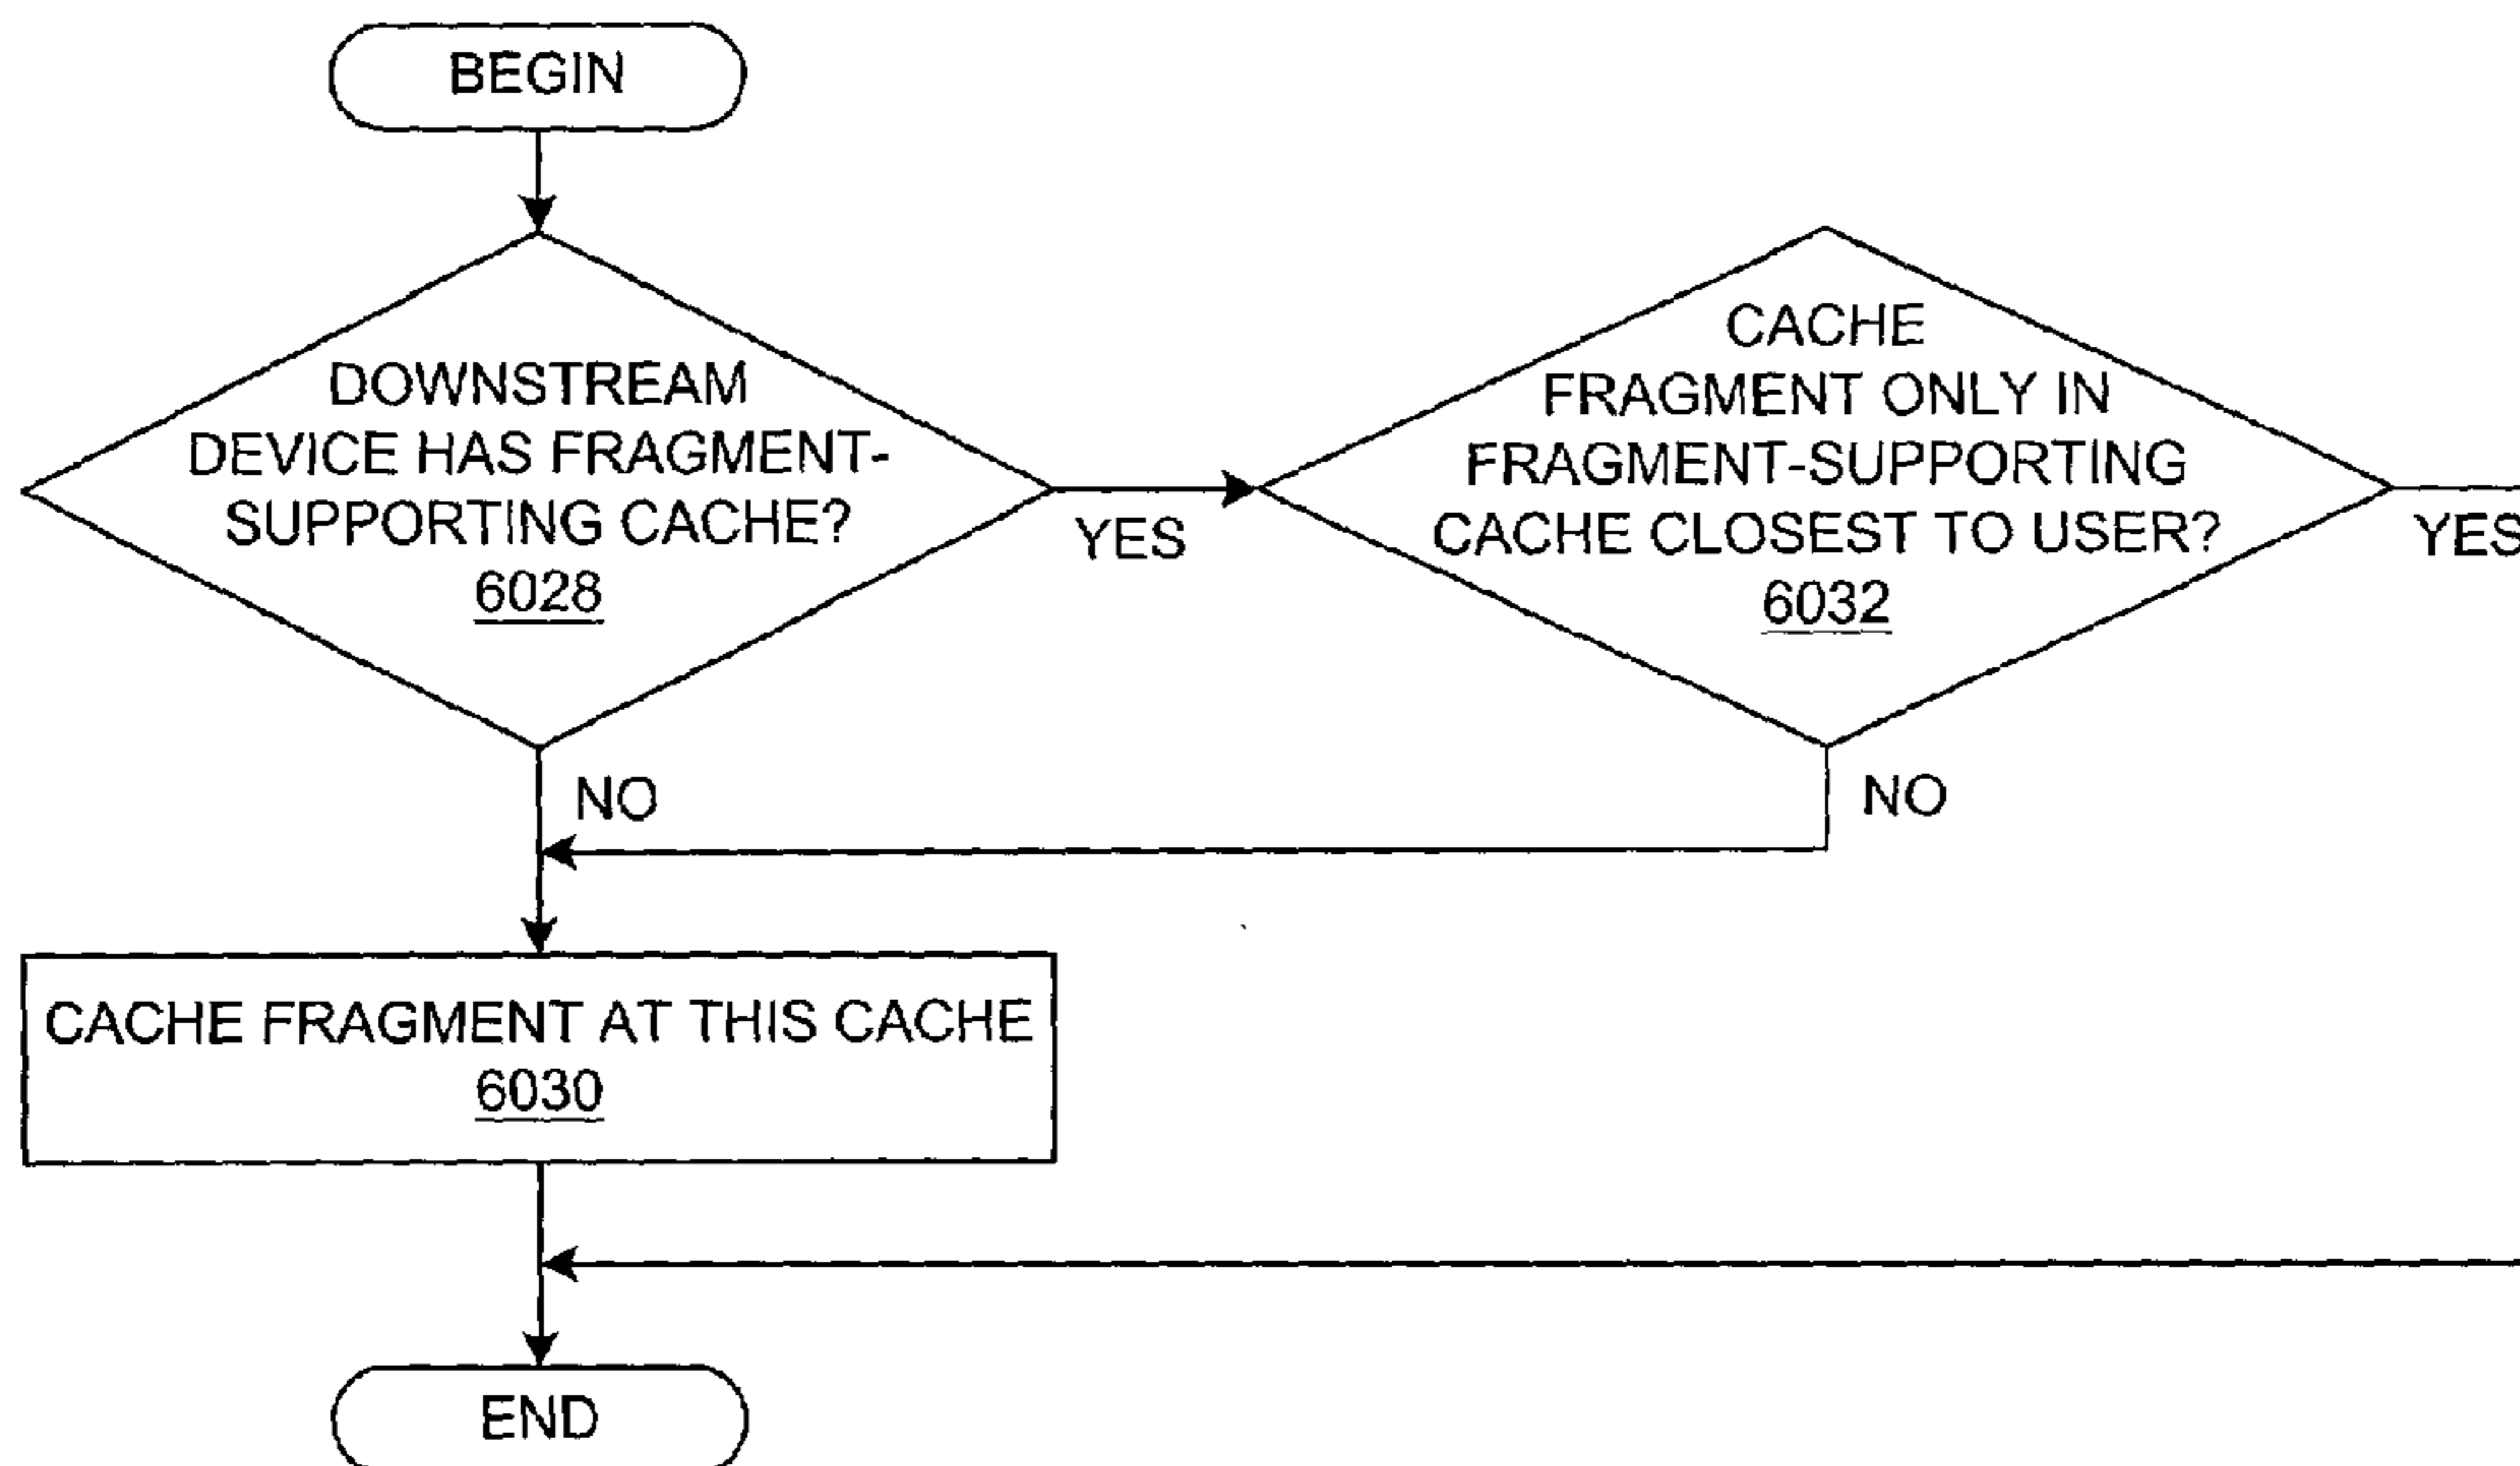 BEGIN
DOWNSTREAM
DEVICE HAS FRAGMENT-
SUPPORTING CACHE?
6028
YES
CACHE
FRAGMENT ONLY IN
FRAGMENT-SUPPORTING
CACHE CLOSEST TO USER?
6032
YES
NO
NO
CACHE FRAGMENT AT THIS CACHE
6030
END